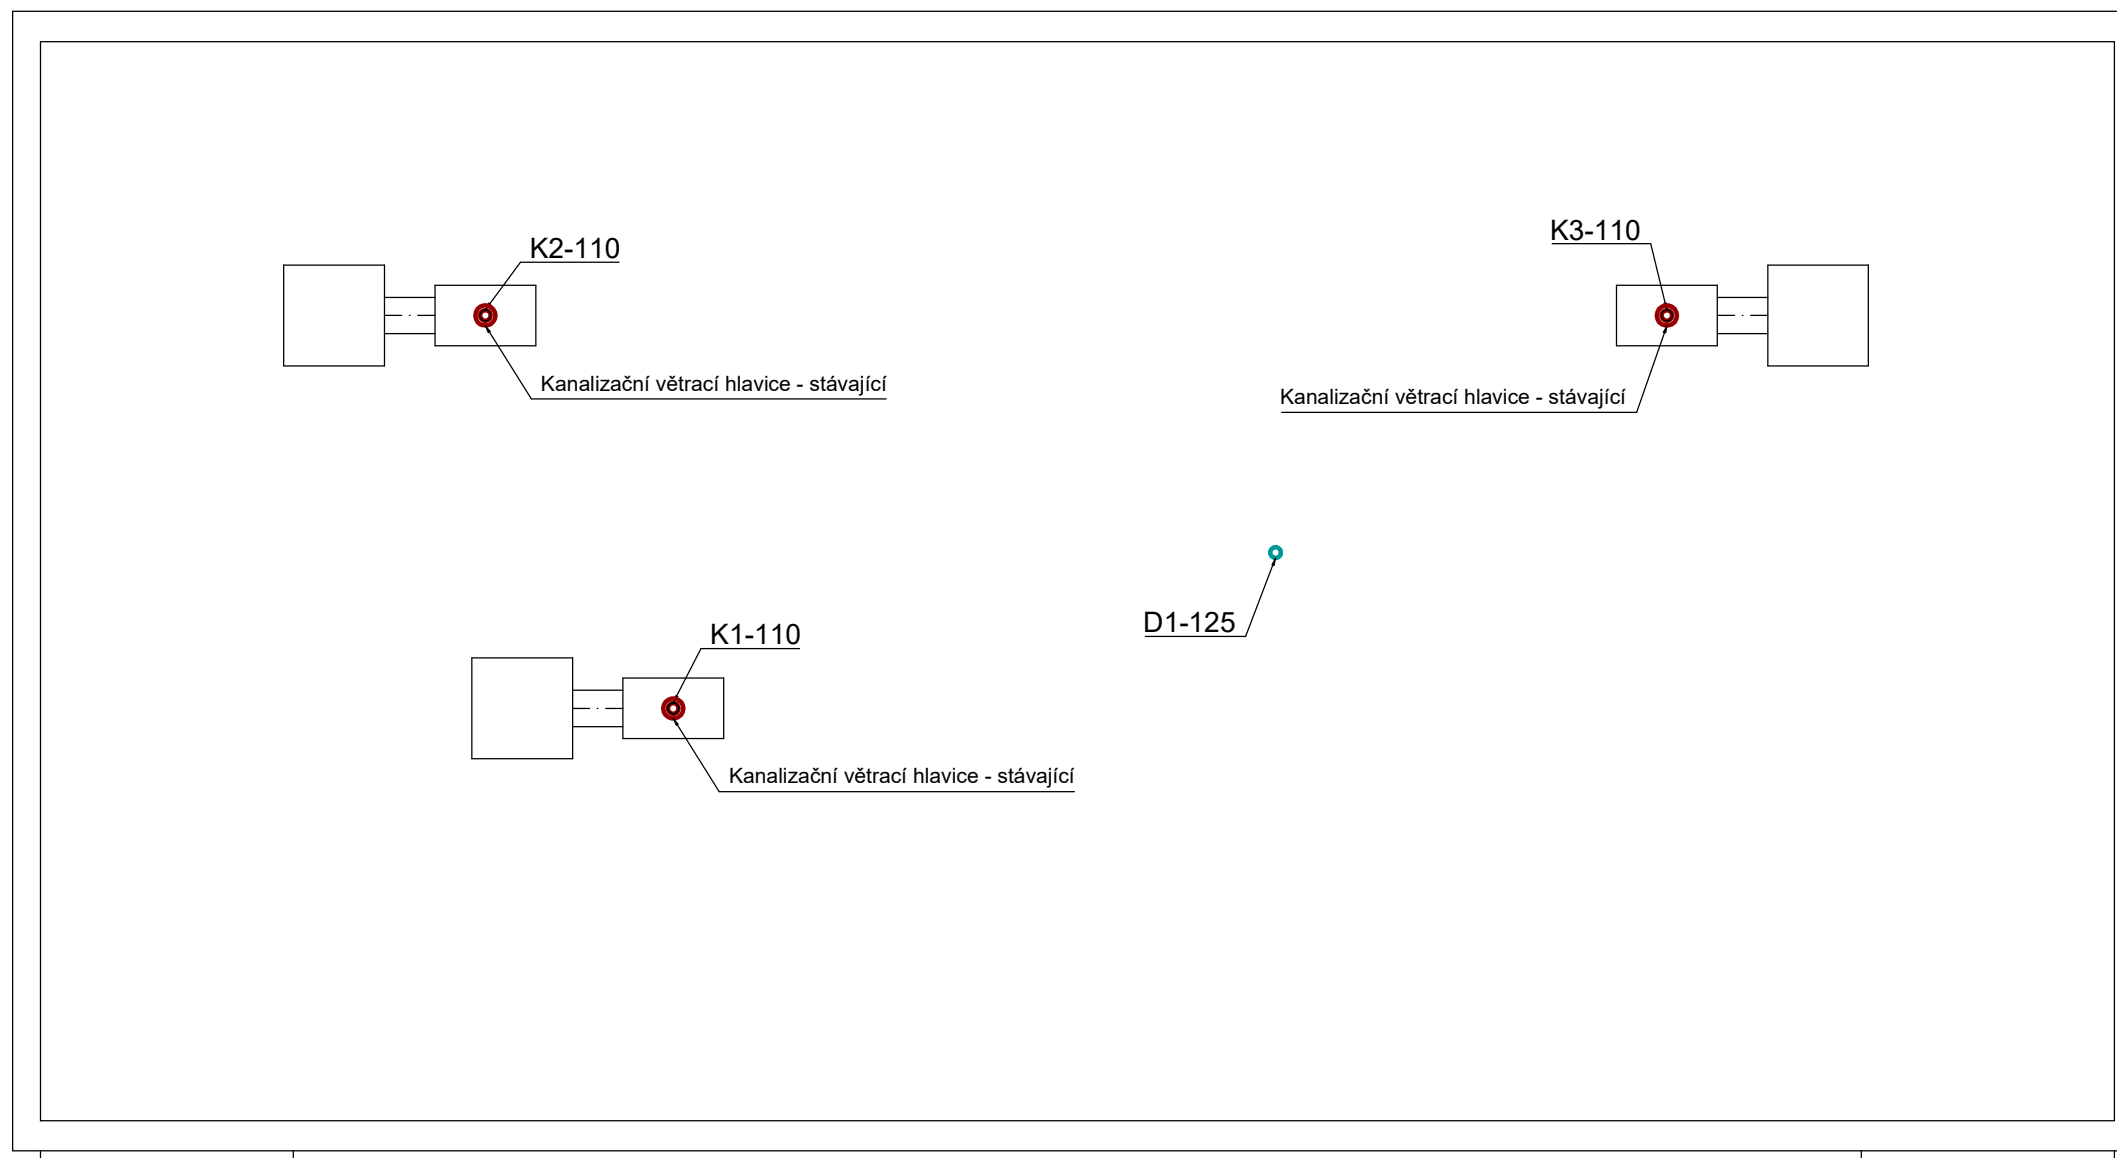 K3-110
K2-110
Kanalizační větrací hlavice - stávající
Kanalizační větrací hlavice - stávající
D1-125
K1-110
Kanalizační větrací hlavice - stávající